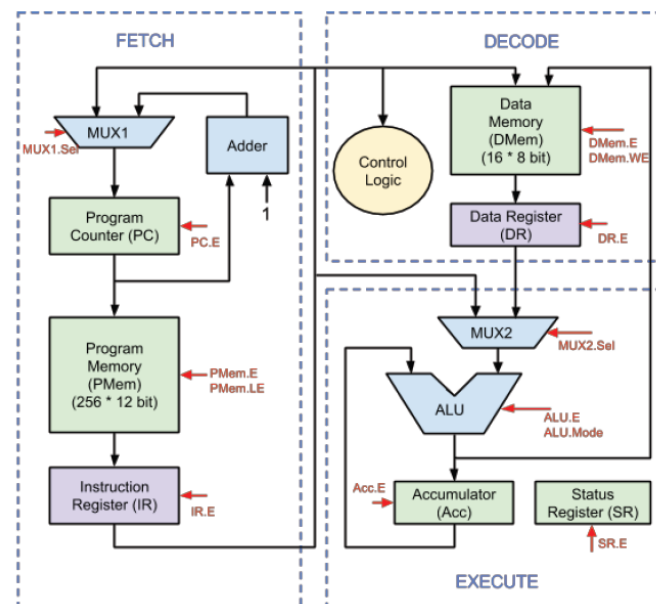 FETCH
MUX1
MUX1.Sel
Adder
1
Program
Counter (PC)
PC.E
Program
Memory
(PMem)
(256 * 12 bit)
PMem.E
PMem.LE
Instruction
Register (IR)
IR.E
DECODE
Control
Logic
Data
Memory
(DMem)
(16 * 8 bit)
DMem.E
DMem.WE
Data Register
(DR)
DR.E
MUX2
MUX2.Sel
ALU
ALU.E
ALU.Mode
Acc.E
Accumulator
(Acc)
Status
Register (SR)
SR.E
EXECUTE